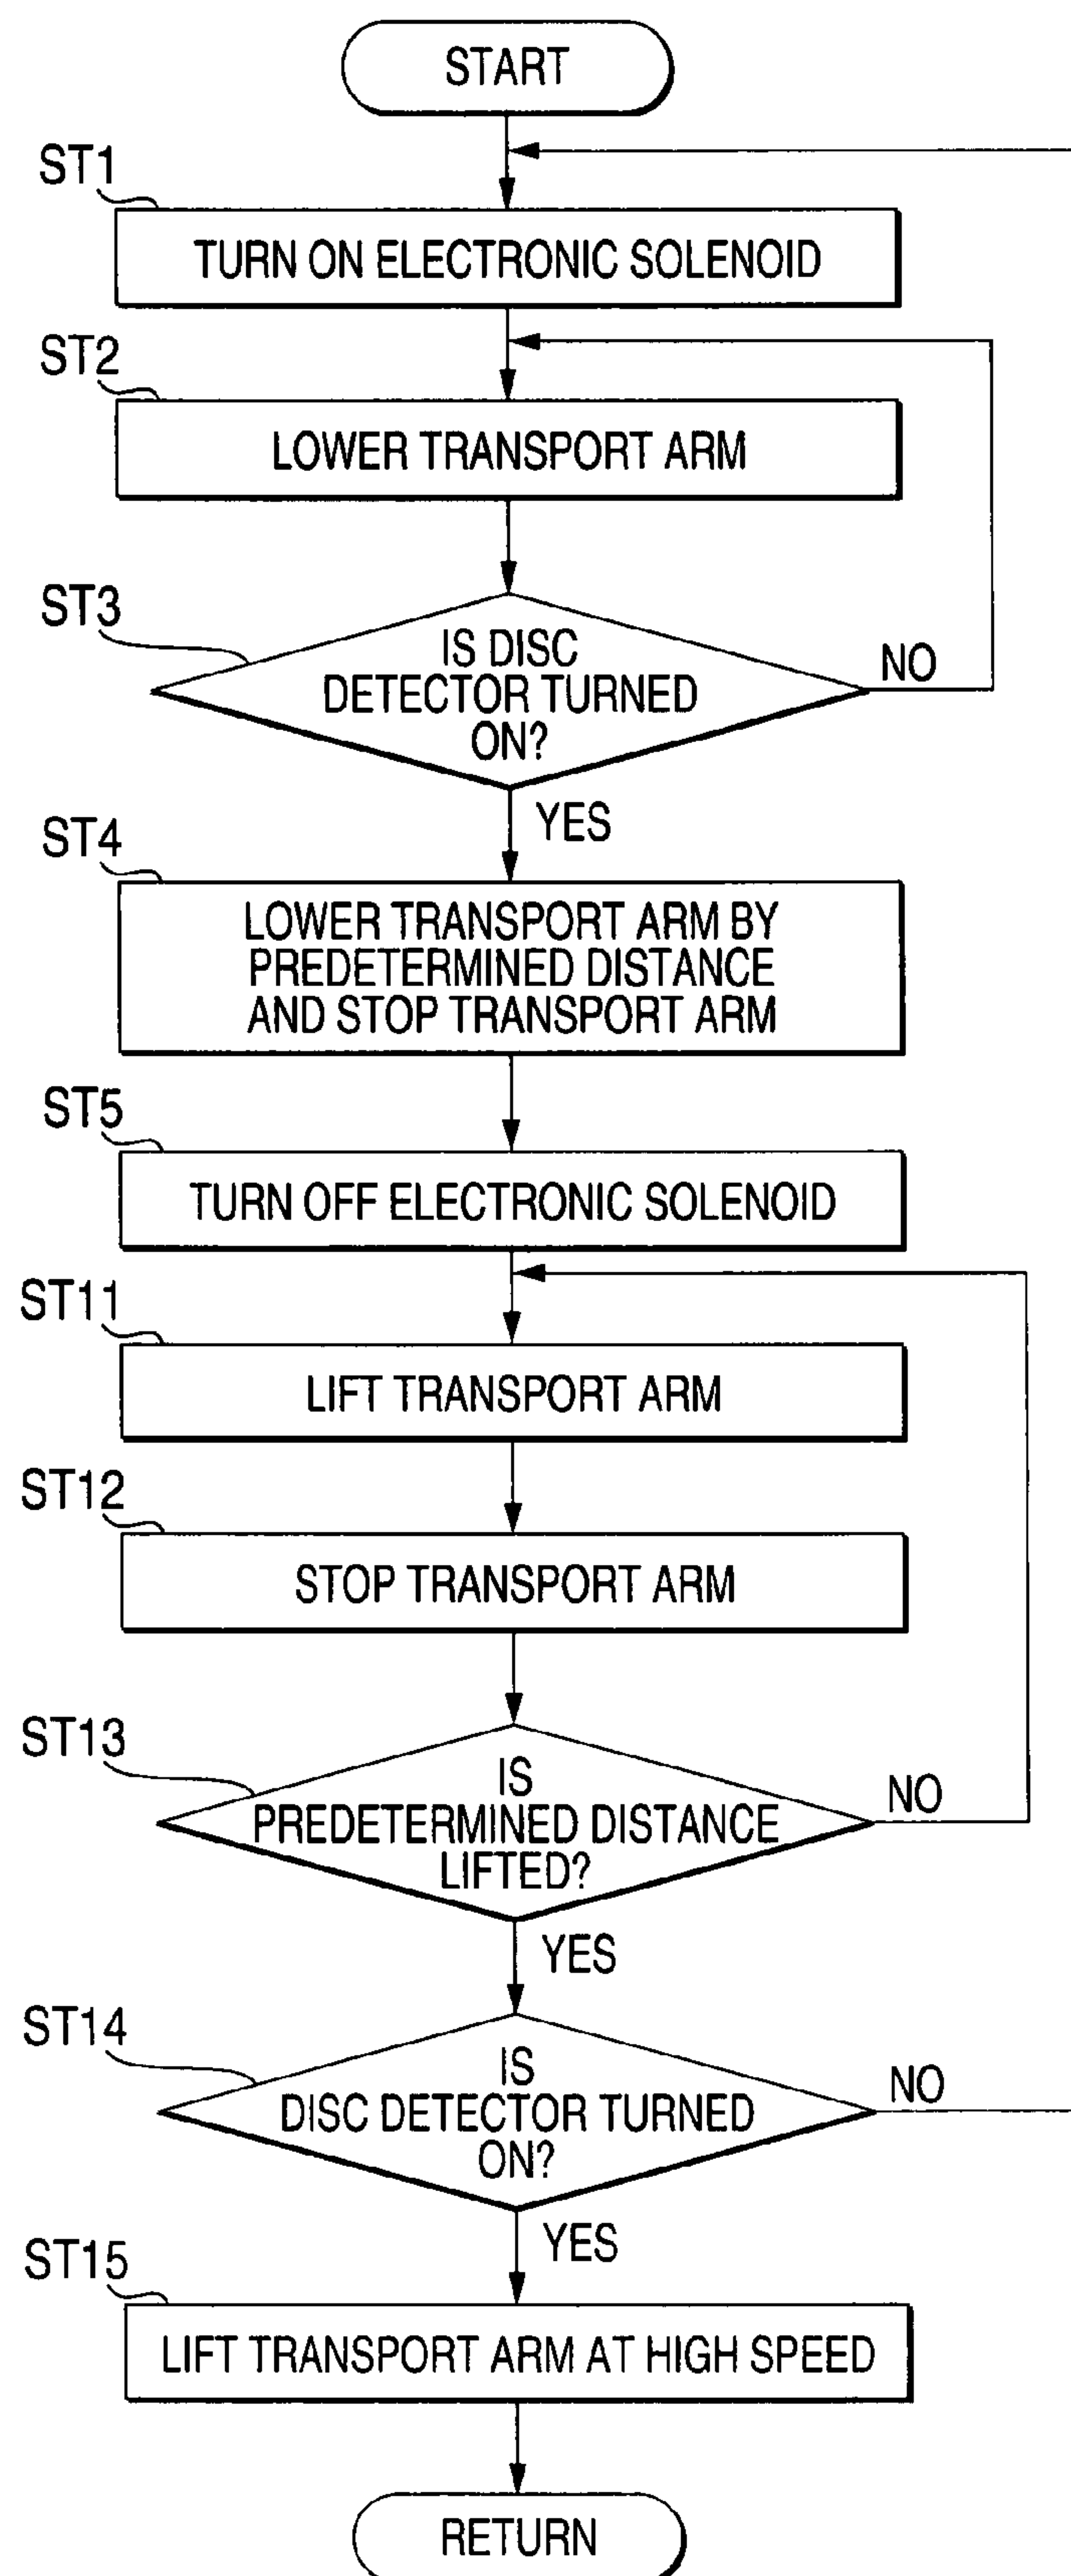 START
ST1
TURN ON ELECTRONIC SOLENOID
ST2
LOWER TRANSPORT ARM
ST3
IS DISC
DETECTOR TURNED
ON?
NO
YES
ST4
LOWER TRANSPORT ARM BY
PREDETERMINED DISTANCE
AND STOP TRANSPORT ARM
ST5
TURN OFF ELECTRONIC SOLENOID
ST11
LIFT TRANSPORT ARM
ST12
STOP TRANSPORT ARM
ST13
IS
PREDETERMINED DISTANCE
LIFTED?
NO
YES
ST14
IS
DISC DETECTOR TURNED
ON?
NO
YES
ST15
LIFT TRANSPORT ARM AT HIGH SPEED
RETURN